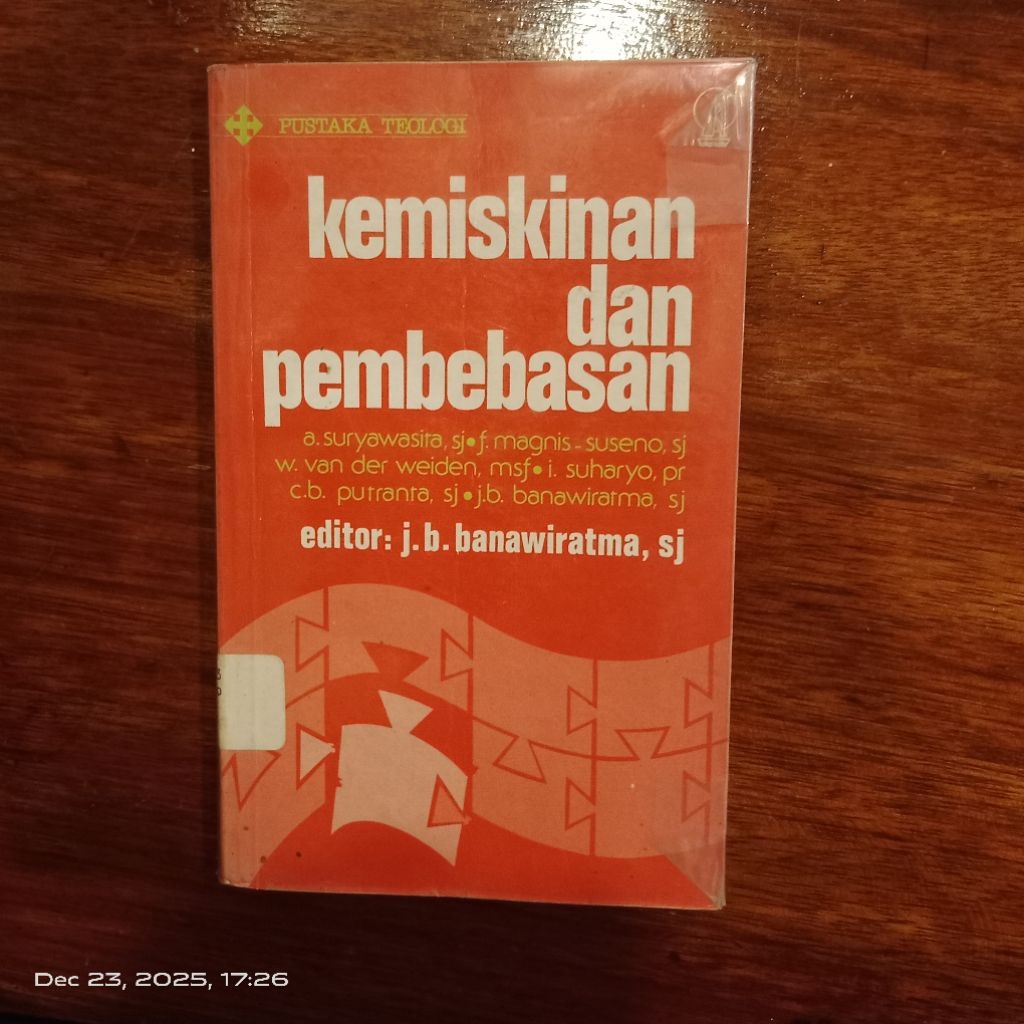 PUSTAKA TEOLOGI
kemiskinan
dan
pembebasan
a. suryawasita, sj • f. magnis - suseno, sj
w. van der weiden, msf • i. suharyo, pr
c.b. putranta, sj • j.b. banawiratma, sj
editor: j. b. banawiratma, sj
Dec 23, 2025, 17:26